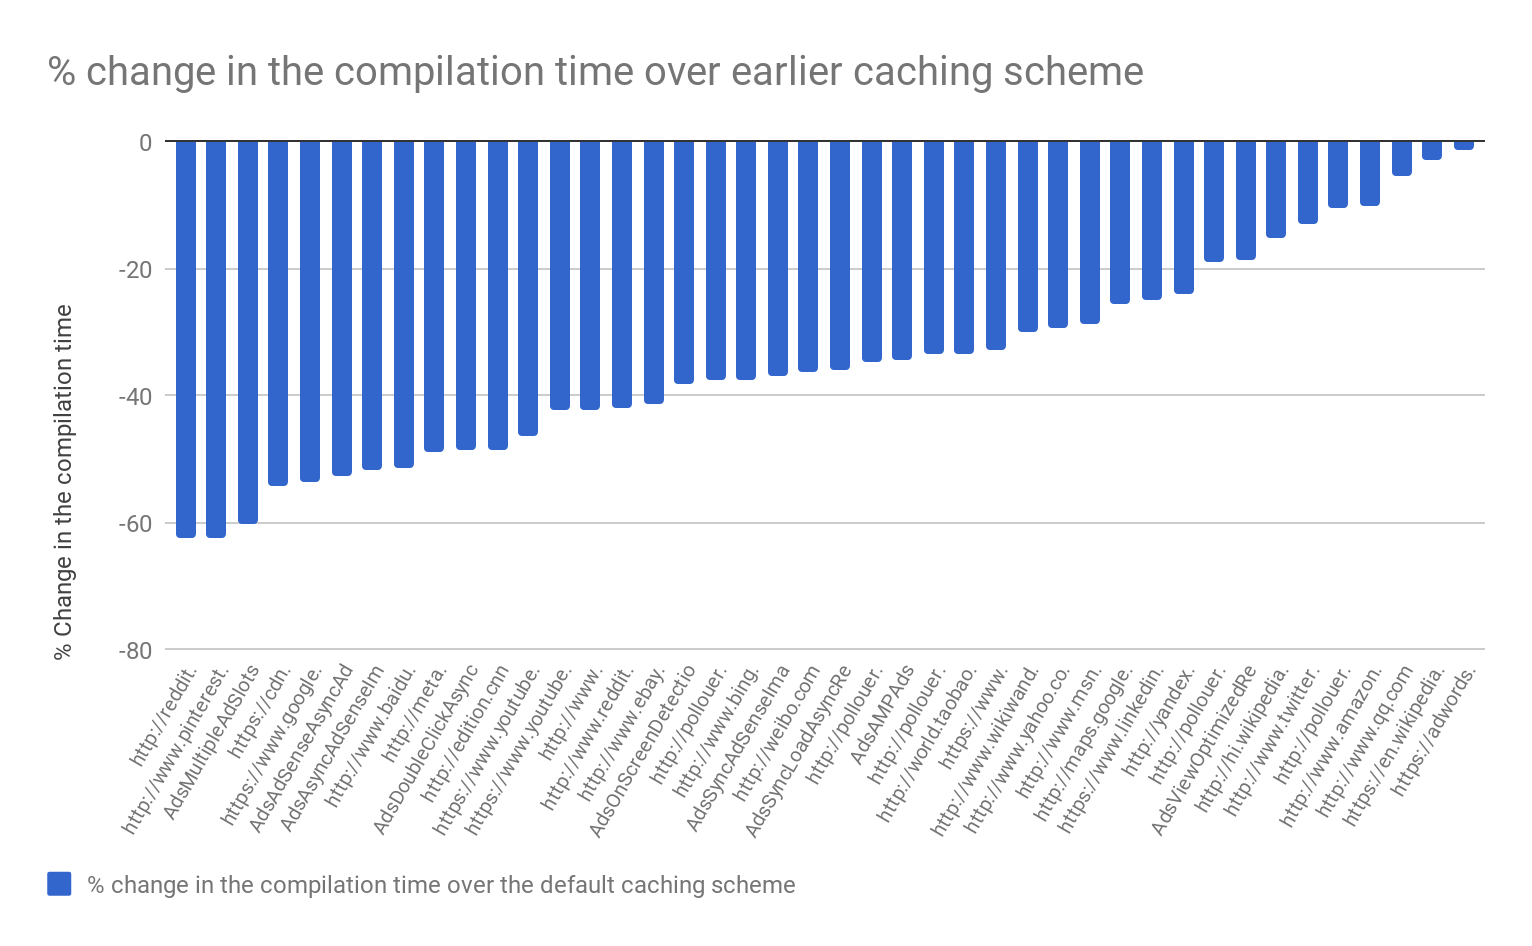 % change in the compilation time over earlier caching scheme
% Change in the compilation time
0
-20
-40
-60
-80
http://reddit.
http://www.pinterest.
AdsMultipleAdSlots
https://cdn.
https://www.google.
AdsAdSenseAsyncAd
AdsAsyncAdSenseIm
http://www.baidu.
http://meta.
AdsDoubleClickAsync
http://edition.cnn
https://www.youtube.
https://www.youtube.
http://www.
http://www.reddit.
http://www.ebay.
AdsOnScreenDetectio
http://pollouer.
http://www.bing.
AdsSyncAdSenseIma
http://weibo.com
AdsSyncLoadAsyncRe
http://pollouer.
AdsAMPAds
http://pollouer.
http://world.taobao.
https://www.
http://www.wikiwand.
http://www.yahoo.co.
http://www.msn.
http://maps.google.
https://www.linkedin.
http://yandex.
http://pollouer.
AdsViewOptimizedRe
http://hi.wikipedia.
http://www.twitter.
http://pollouer.
http://www.amazon.
http://www.qq.com
https://en.wikipedia.
https://adwords.
% change in the compilation time over the default caching scheme